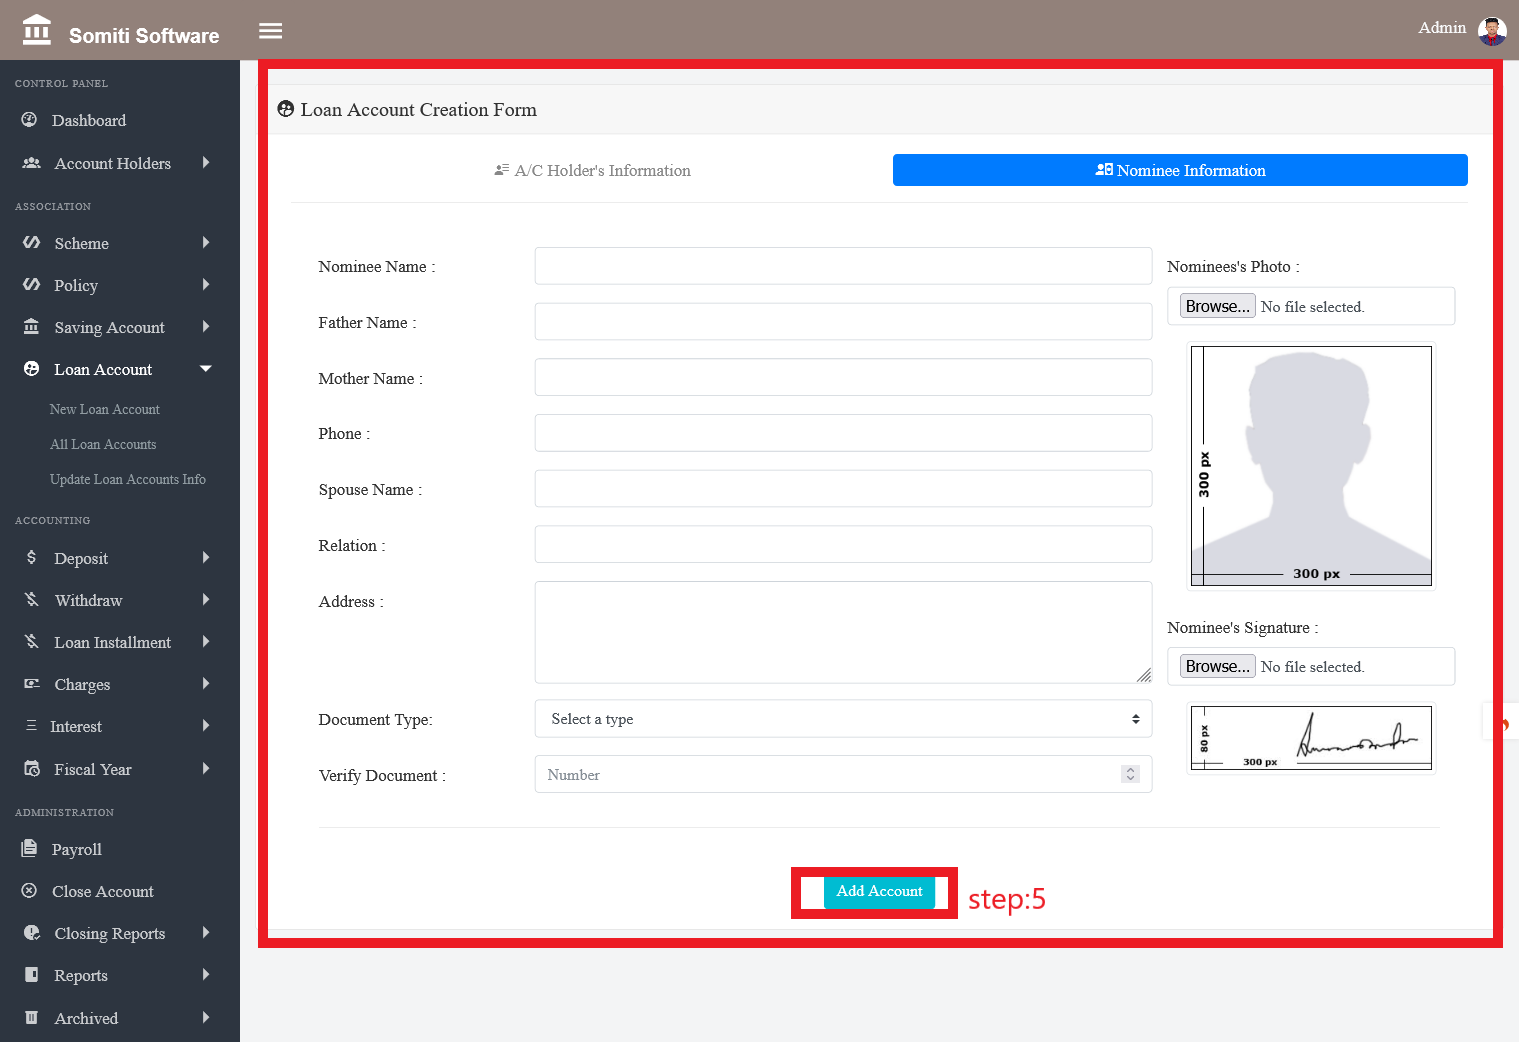 Somiti Software
Admin
CONTROL PANEL
Dashboard
Account Holders
ASSOCIATION
Scheme
Policy
Saving Account
Loan Account
New Loan Account
All Loan Accounts
Update Loan Accounts Info
ACCOUNTING
Deposit
Withdraw
Loan Installment
Charges
Interest
Fiscal Year
ADMINISTRATION
Payroll
Close Account
Closing Reports
Reports
Archived
Loan Account Creation Form
A/C Holder's Information
Nominee Information
Nominee Name :
Father Name :
Mother Name :
Phone :
Spouse Name :
Relation :
Address :
Document Type:
Select a type
Verify Document :
Number
Nominees's Photo :
Browse... No file selected.
300 px
300 px
Nominee's Signature :
Browse... No file selected.
80 px
300 px
Add Account
step:5